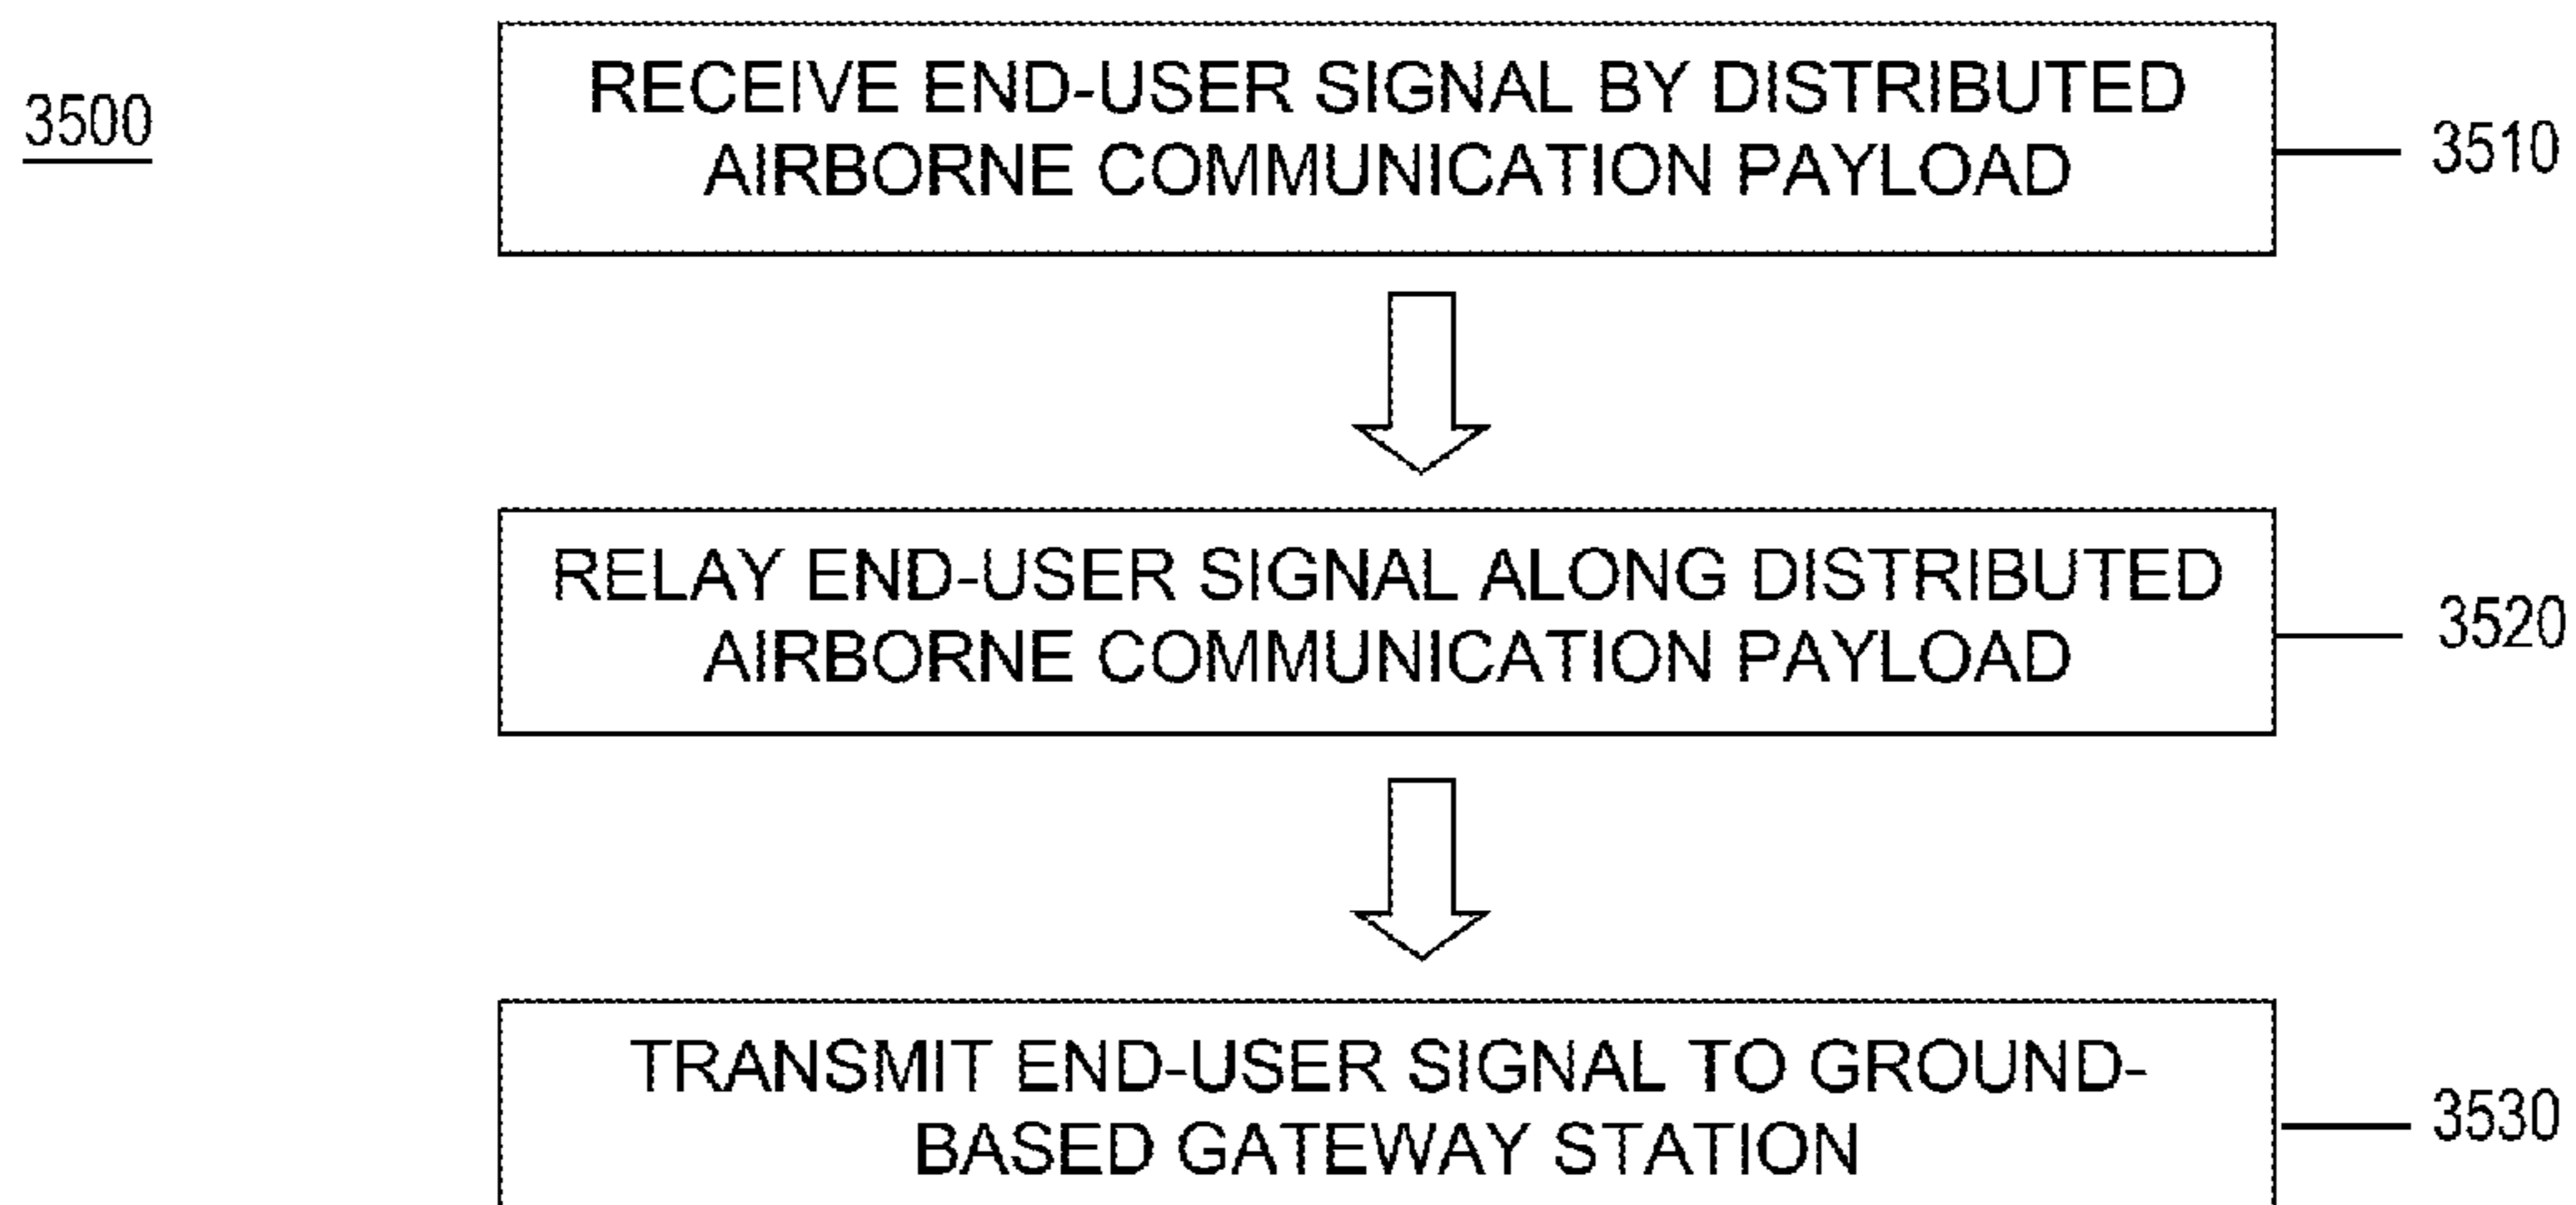 3500
RECEIVE END-USER SIGNAL BY DISTRIBUTED
AIRBORNE COMMUNICATION PAYLOAD
3510
RELAY END-USER SIGNAL ALONG DISTRIBUTED
AIRBORNE COMMUNICATION PAYLOAD
3520
TRANSMIT END-USER SIGNAL TO GROUND-
BASED GATEWAY STATION
3530